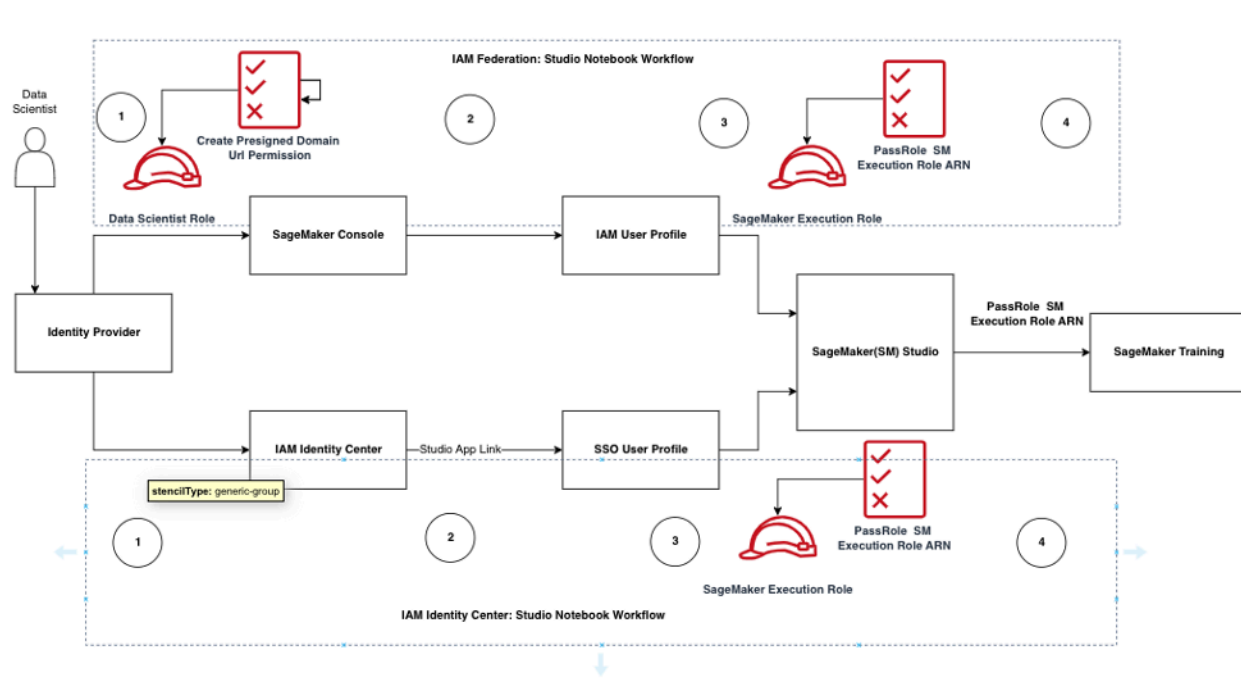 IAM Federation: Studio Notebook Workflow
Data
Scientist
1
2
3
4
Create Presigned Domain
Url Permission
PassRole SM
Execution Role ARN
Data Scientist Role
SageMaker Execution Role
SageMaker Console
IAM User Profile
Identity Provider
SageMaker(SM) Studio
PassRole SM
Execution Role ARN
SageMaker Training
IAM Identity Center
Studio App Link
SSO User Profile
stencilType: generic-group
1
2
3
4
PassRole SM
Execution Role ARN
SageMaker Execution Role
IAM Identity Center: Studio Notebook Workflow